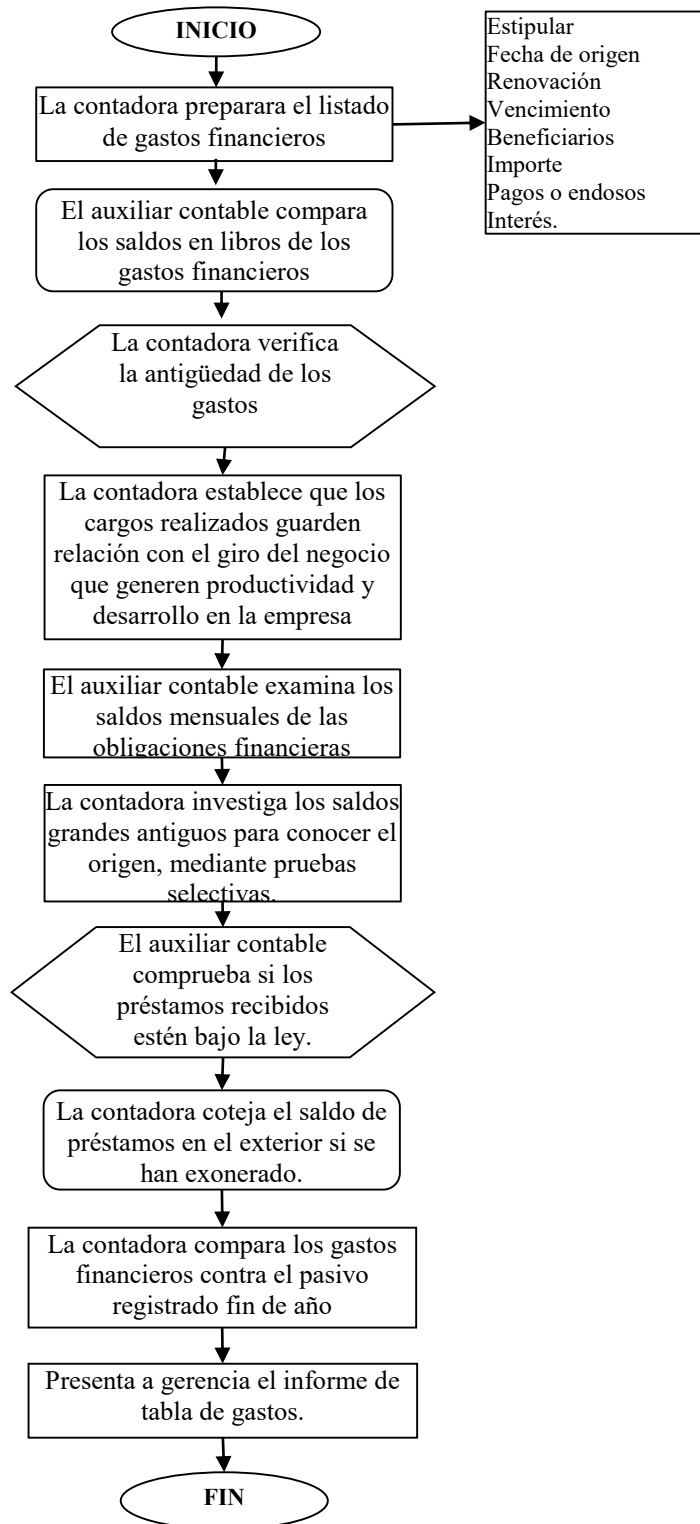 INICIO
La contadora preparara el listado
de gastos financieros
Estipular
Fecha de origen
Renovación
Vencimiento
Beneficiarios
Importe
Pagos o endosos
Interés.
El auxiliar contable compara
los saldos en libros de los
gastos financieros
La contadora verifica
la antigüedad de los
gastos
La contadora establece que los
cargos realizados guarden
relación con el giro del negocio
que generen productividad y
desarrollo en la empresa
El auxiliar contable examina los
saldos mensuales de las
obligaciones financieras
La contadora investiga los saldos
grandes antiguos para conocer el
origen, mediante pruebas
selectivas.
El auxiliar contable
comprueba si los
préstamos recibidos
estén bajo la ley.
La contadora coteja el saldo de
préstamos en el exterior si se
han exonerado.
La contadora compara los gastos
financieros contra el pasivo
registrado fin de año
Presenta a gerencia el informe de
tabla de gastos.
FIN